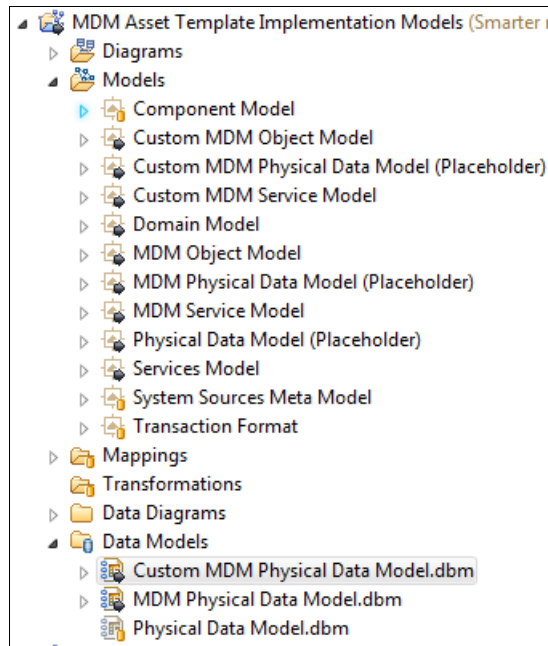 MDM Asset Template Implementation Models (Smarter
Diagrams
Models
Component Model
Custom MDM Object Model
Custom MDM Physical Data Model (Placeholder)
Custom MDM Service Model
Domain Model
MDM Object Model
MDM Physical Data Model (Placeholder)
MDM Service Model
Physical Data Model (Placeholder)
Services Model
System Sources Meta Model
Transaction Format
Mappings
Transformations
Data Diagrams
Data Models
Custom MDM Physical Data Model.dbm
MDM Physical Data Model.dbm
Physical Data Model.dbm